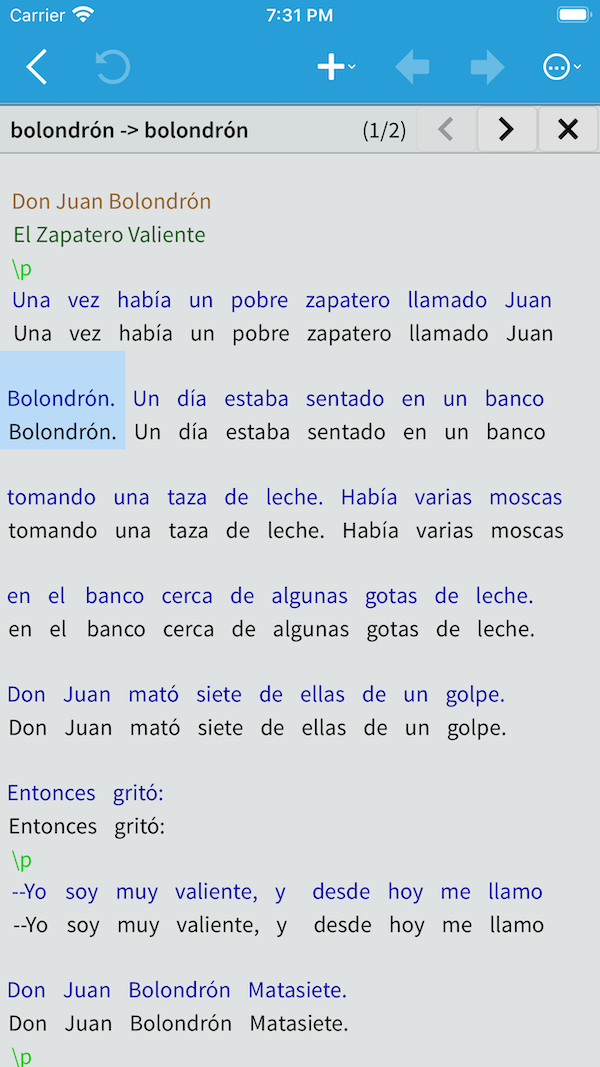 Carrier 7:31 PM
bolondrón -> bolondrón (1/2)
Don Juan Bolondrón
El Zapatero Valiente
\p
Una vez había un pobre zapatero llamado Juan
Una vez había un pobre zapatero llamado Juan
Bolondrón. Un día estaba sentado en un banco
Bolondrón. Un día estaba sentado en un banco
tomando una taza de leche. Había varias moscas
tomando una taza de leche. Había varias moscas
en el banco cerca de algunas gotas de leche.
en el banco cerca de algunas gotas de leche.
Don Juan mató siete de ellas de un golpe.
Don Juan mató siete de ellas de un golpe.
Entonces gritó:
Entonces gritó:
\p
--Yo soy muy valiente, y desde hoy me llamo
--Yo soy muy valiente, y desde hoy me llamo
Don Juan Bolondrón Matasiete.
Don Juan Bolondrón Matasiete.
\p